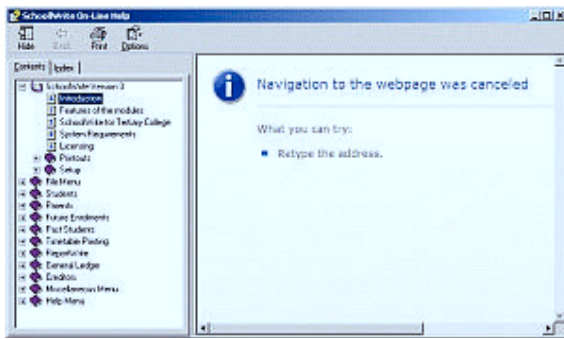 SchoolWrite On-Line Help
Hide Back Print Options
Contents Index
SchoolWrite Version 3
Introduction
Features of the modules
SchoolWrite for Tertiary College
System Requirements
Licensing
Printouts
Setup
File Menu
Students
Parents
Future Enrolments
Past Students
Timetable Posting
ReportWrite
General Ledger
Creditors
Miscellaneous Menu
Help Menu
Navigation to the webpage was canceled
What you can try:
Retype the address.